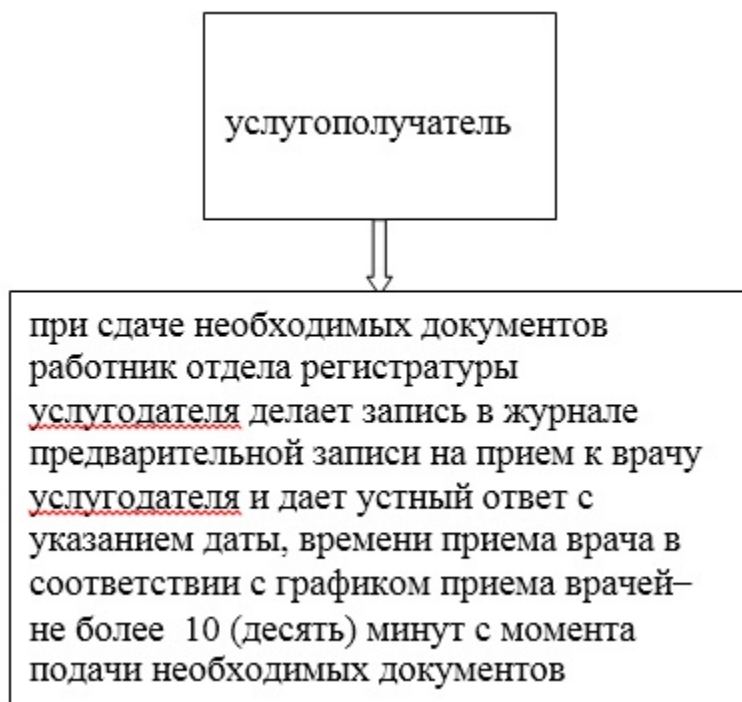 услугополучатель
при сдаче необходимых документов
работник отдела регистратуры
услугодателя делает запись в журнале
предварительной записи на прием к врачу
услугодателя и дает устный ответ с
указанием даты, времени приема врача в
соответствии с графиком приема врачей–
не более 10 (десять) минут с момента
подачи необходимых документов